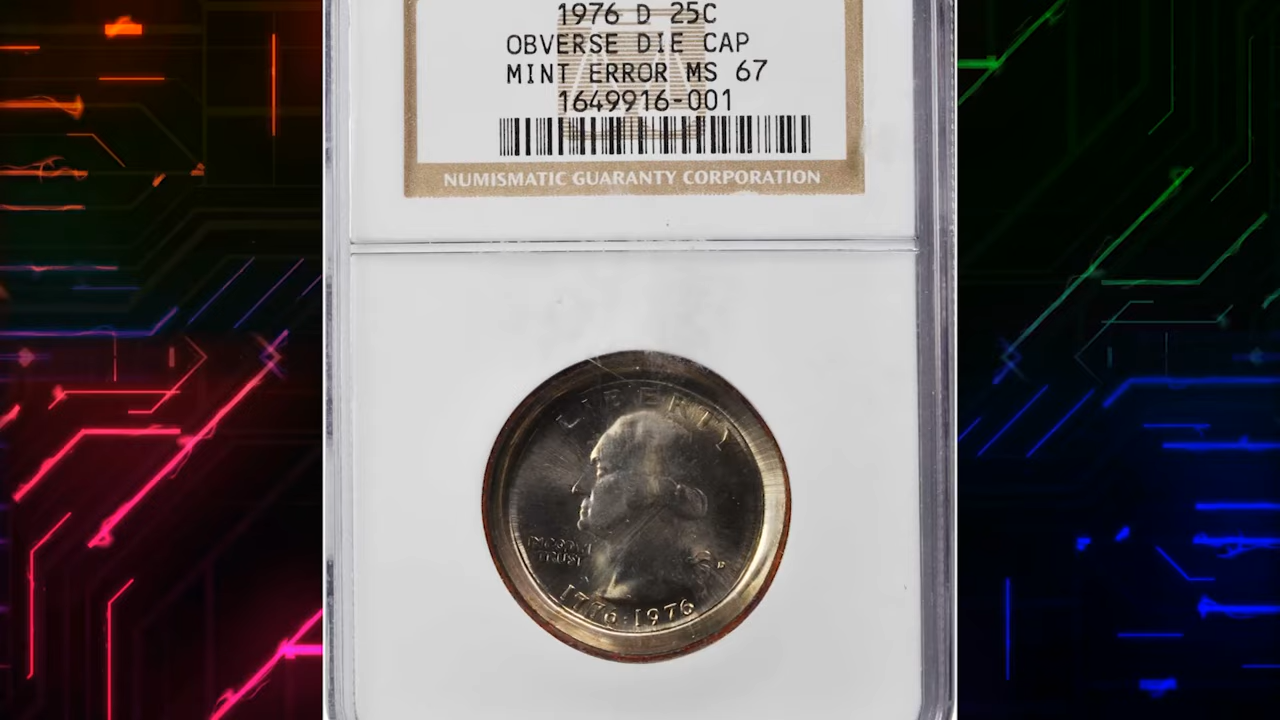 1976 D 25C
OBVERSE DIE CAP
MINT ERROR MS 67
1649916-001
NUMISMATIC GUARANTY CORPORATION
LIBERTY
IN GOD WE
TRUST
D
1776·1976